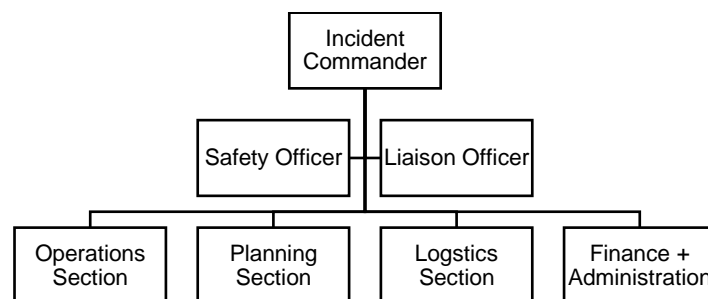 Incident
Commander
Safety Officer
Liaison Officer
Operations
Section
Planning
Section
Logstics
Section
Finance +
Administration